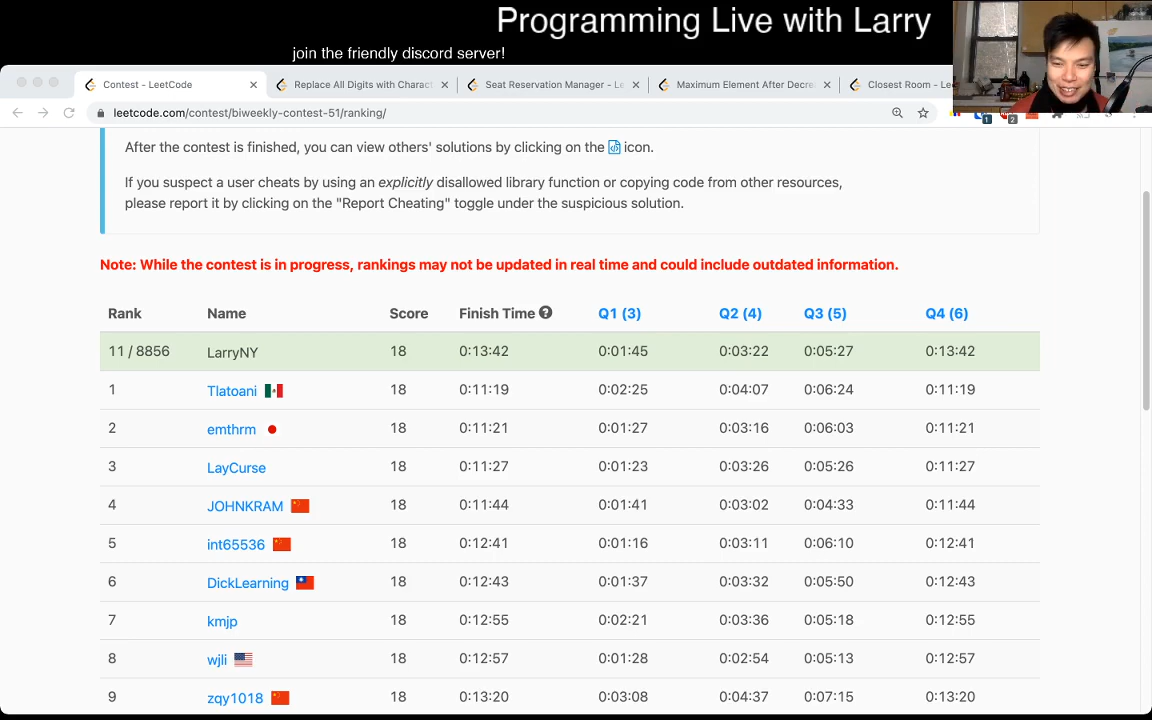 Programming Live with Larry
join the friendly discord server!
Contest - LeetCode
Replace All Digits with Charact
Seat Reservation Manager - Le
Maximum Element After Decre
Closest Room - Le
leetcode.com/contest/biweekly-contest-51/ranking/
1
2
After the contest is finished, you can view others' solutions by clicking on the icon.
If you suspect a user cheats by using an explicitly disallowed library function or copying code from other resources,
please report it by clicking on the "Report Cheating" toggle under the suspicious solution.
Note: While the contest is in progress, rankings may not be updated in real time and could include outdated information.
Rank Name Score Finish Time ? Q1 (3) Q2 (4) Q3 (5) Q4 (6)
11 / 8856 LarryNY 18 0:13:42 0:01:45 0:03:22 0:05:27 0:13:42
1 Tlatoani 18 0:11:19 0:02:25 0:04:07 0:06:24 0:11:19
2 emthrm 18 0:11:21 0:01:27 0:03:16 0:06:03 0:11:21
3 LayCurse 18 0:11:27 0:01:23 0:03:26 0:05:26 0:11:27
4 JOHNKRAM 18 0:11:44 0:01:41 0:03:02 0:04:33 0:11:44
5 int65536 18 0:12:41 0:01:16 0:03:11 0:06:10 0:12:41
6 DickLearning 18 0:12:43 0:01:37 0:03:32 0:05:50 0:12:43
7 kmjp 18 0:12:55 0:02:21 0:03:36 0:05:18 0:12:55
8 wjli 18 0:12:57 0:01:28 0:02:54 0:05:13 0:12:57
9 zqy1018 18 0:13:20 0:03:08 0:04:37 0:07:15 0:13:20